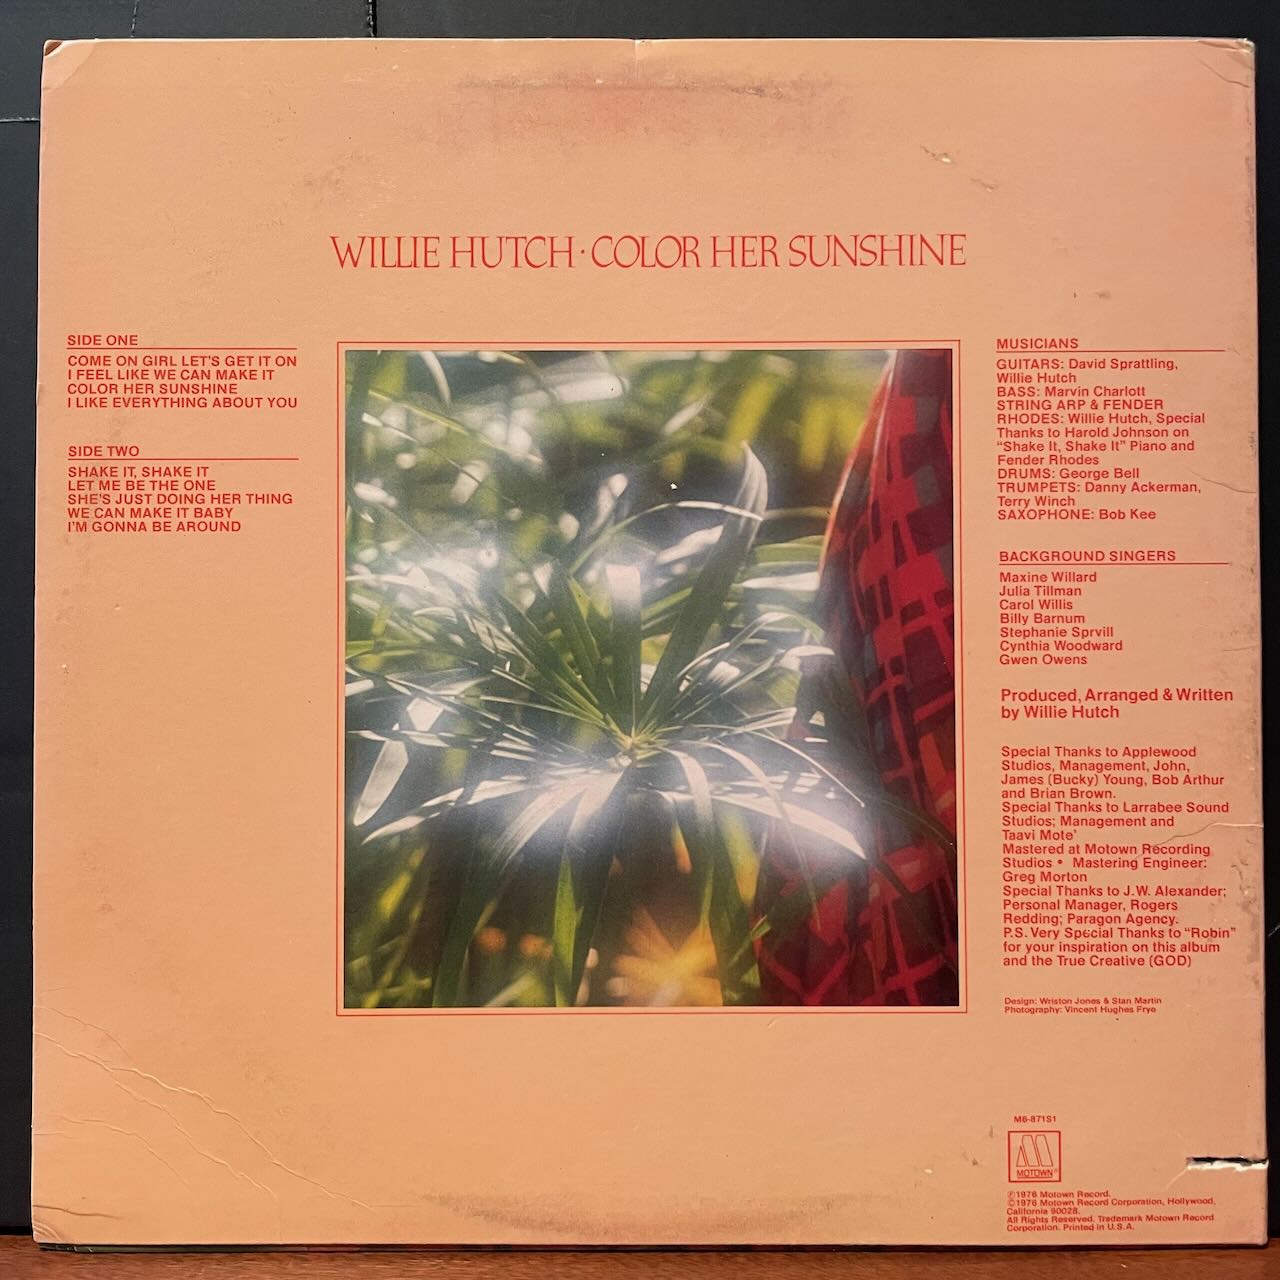 WILLIE HUTCH · COLOR HER SUNSHINE
SIDE ONE
COME ON GIRL LET'S GET IT ON
I FEEL LIKE WE CAN MAKE IT
COLOR HER SUNSHINE
I LIKE EVERYTHING ABOUT YOU
SIDE TWO
SHAKE IT, SHAKE IT
LET ME BE THE ONE
SHE'S JUST DOING HER THING
WE CAN MAKE IT BABY
I'M GONNA BE AROUND
MUSICIANS
GUITARS: David Sprattling,
Willie Hutch
BASS: Marvin Charlott
STRING ARP & FENDER
RHODES: Willie Hutch, Special
Thanks to Harold Johnson on
"Shake It, Shake It" Piano and
Fender Rhodes
DRUMS: George Bell
TRUMPETS: Danny Ackerman,
Terry Winch
SAXOPHONE: Bob Kee
BACKGROUND SINGERS
Maxine Willard
Julia Tillman
Carol Willis
Billy Barnum
Stephanie Sprvill
Cynthia Woodward
Gwen Owens
Produced, Arranged & Written
by Willie Hutch
Special Thanks to Applewood
Studios, Management, John,
James (Bucky) Young, Bob Arthur
and Brian Brown.
Special Thanks to Larrabee Sound
Studios; Management and
Taavi Mote'
Mastered at Motown Recording
Studios • Mastering Engineer:
Greg Morton
Special Thanks to J.W. Alexander;
Personal Manager, Rogers
Redding; Paragon Agency.
P.S. Very Special Thanks to "Robin"
for your inspiration on this album
and the True Creative (GOD)
Design: Wriston Jones & Stan Martin
Photography: Vincent Hughes Frye
M6-871S1
MOTOWN®
℗1976 Motown Record.
©1976 Motown Record Corporation, Hollywood,
California 90028.
All Rights Reserved. Trademark Motown Record
Corporation. Printed in U.S.A.